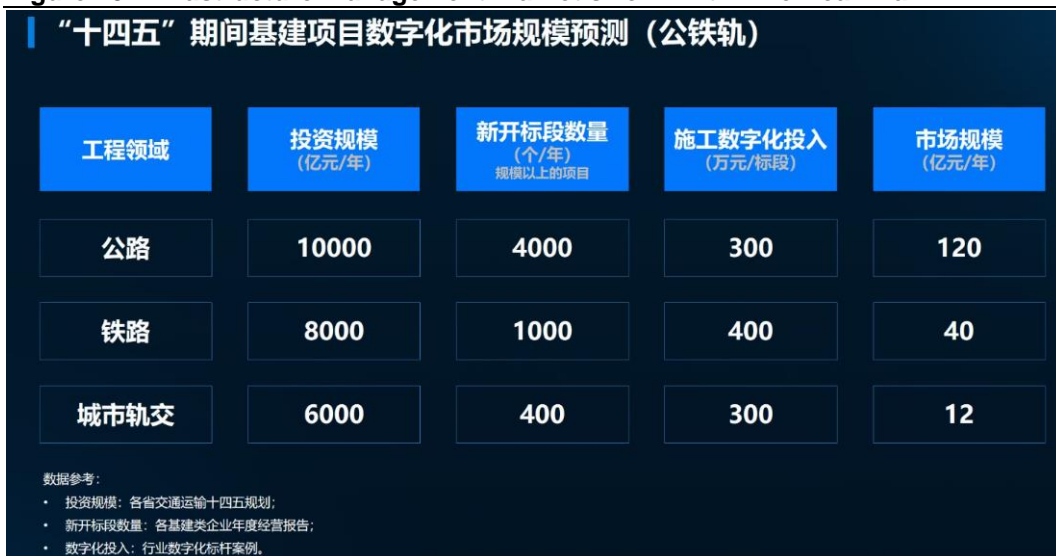 “十四五”期间基建项目数字化市场规模预测（公铁轨）
工程领域
投资规模
(亿元/年)
新开标段数量
(个/年)
规模以上的项目
施工数字化投入
(万元/标段)
市场规模
(亿元/年)
公路 10000 4000 300 120
铁路 8000 1000 400 40
城市轨交 6000 400 300 12
数据参考：
• 投资规模：各省交通运输十四五规划；
• 新开标段数量：各基建类企业年度经营报告；
• 数字化投入：行业数字化标杆案例。